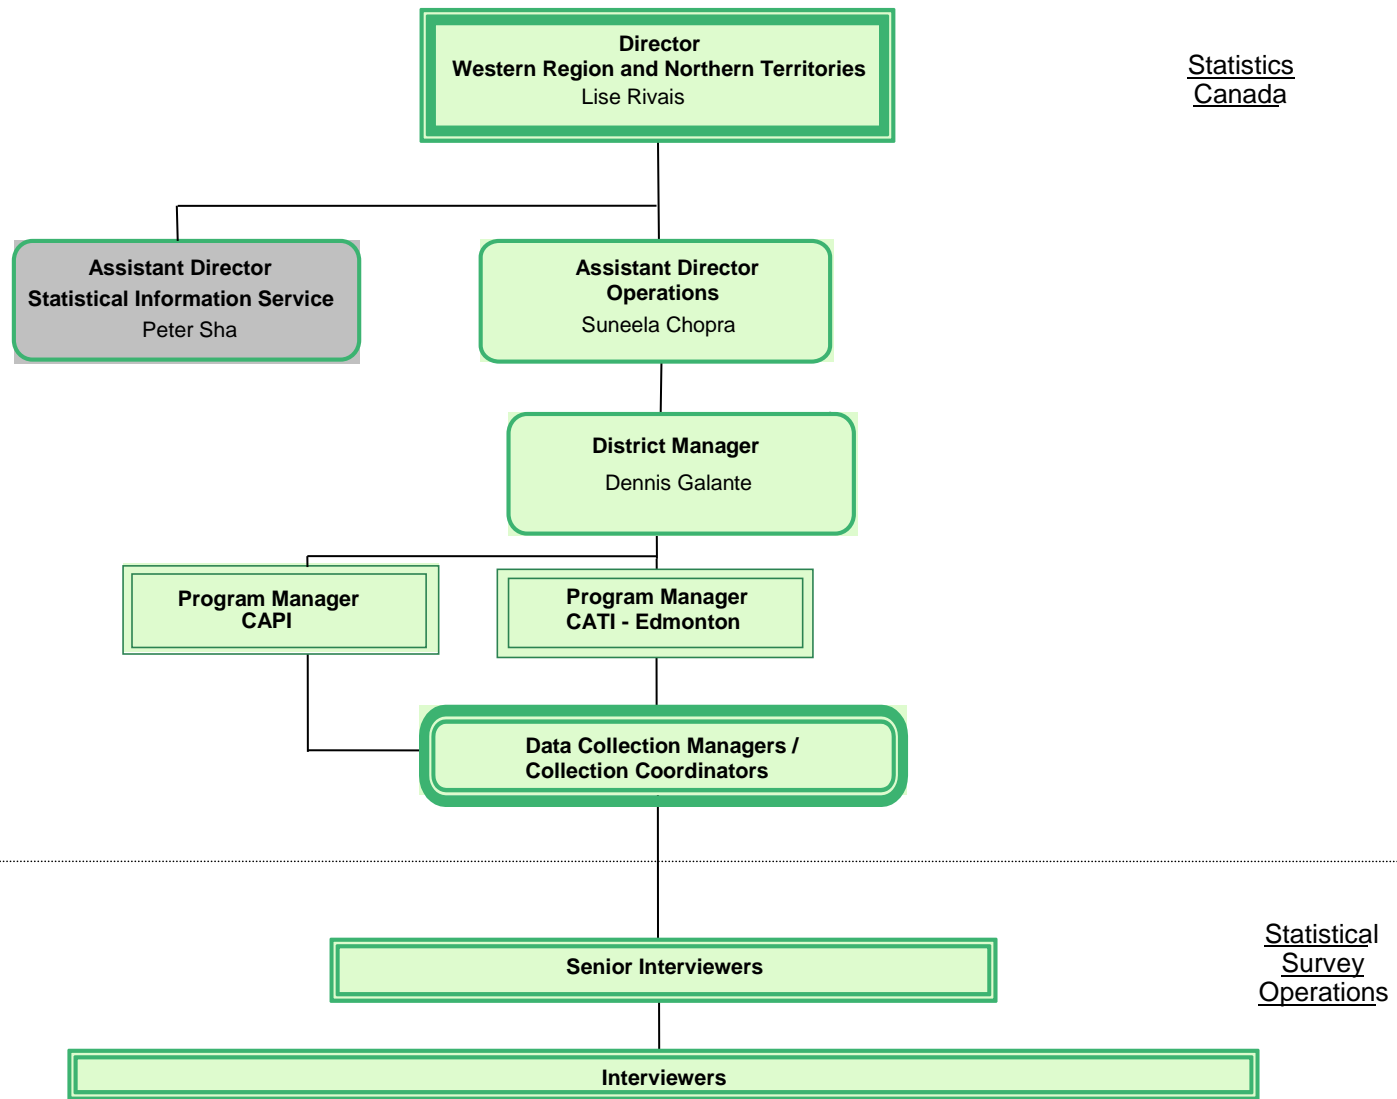 Director
Western Region and Northern Territories
Lise Rivais
Statistics
Canada
Assistant Director
Statistical Information Service
Peter Sha
Assistant Director
Operations
Suneela Chopra
District Manager
Dennis Galante
Program Manager
CAPI
Program Manager
CATI - Edmonton
Data Collection Managers /
Collection Coordinators
Senior Interviewers
Statistical
Survey
Operations
Interviewers